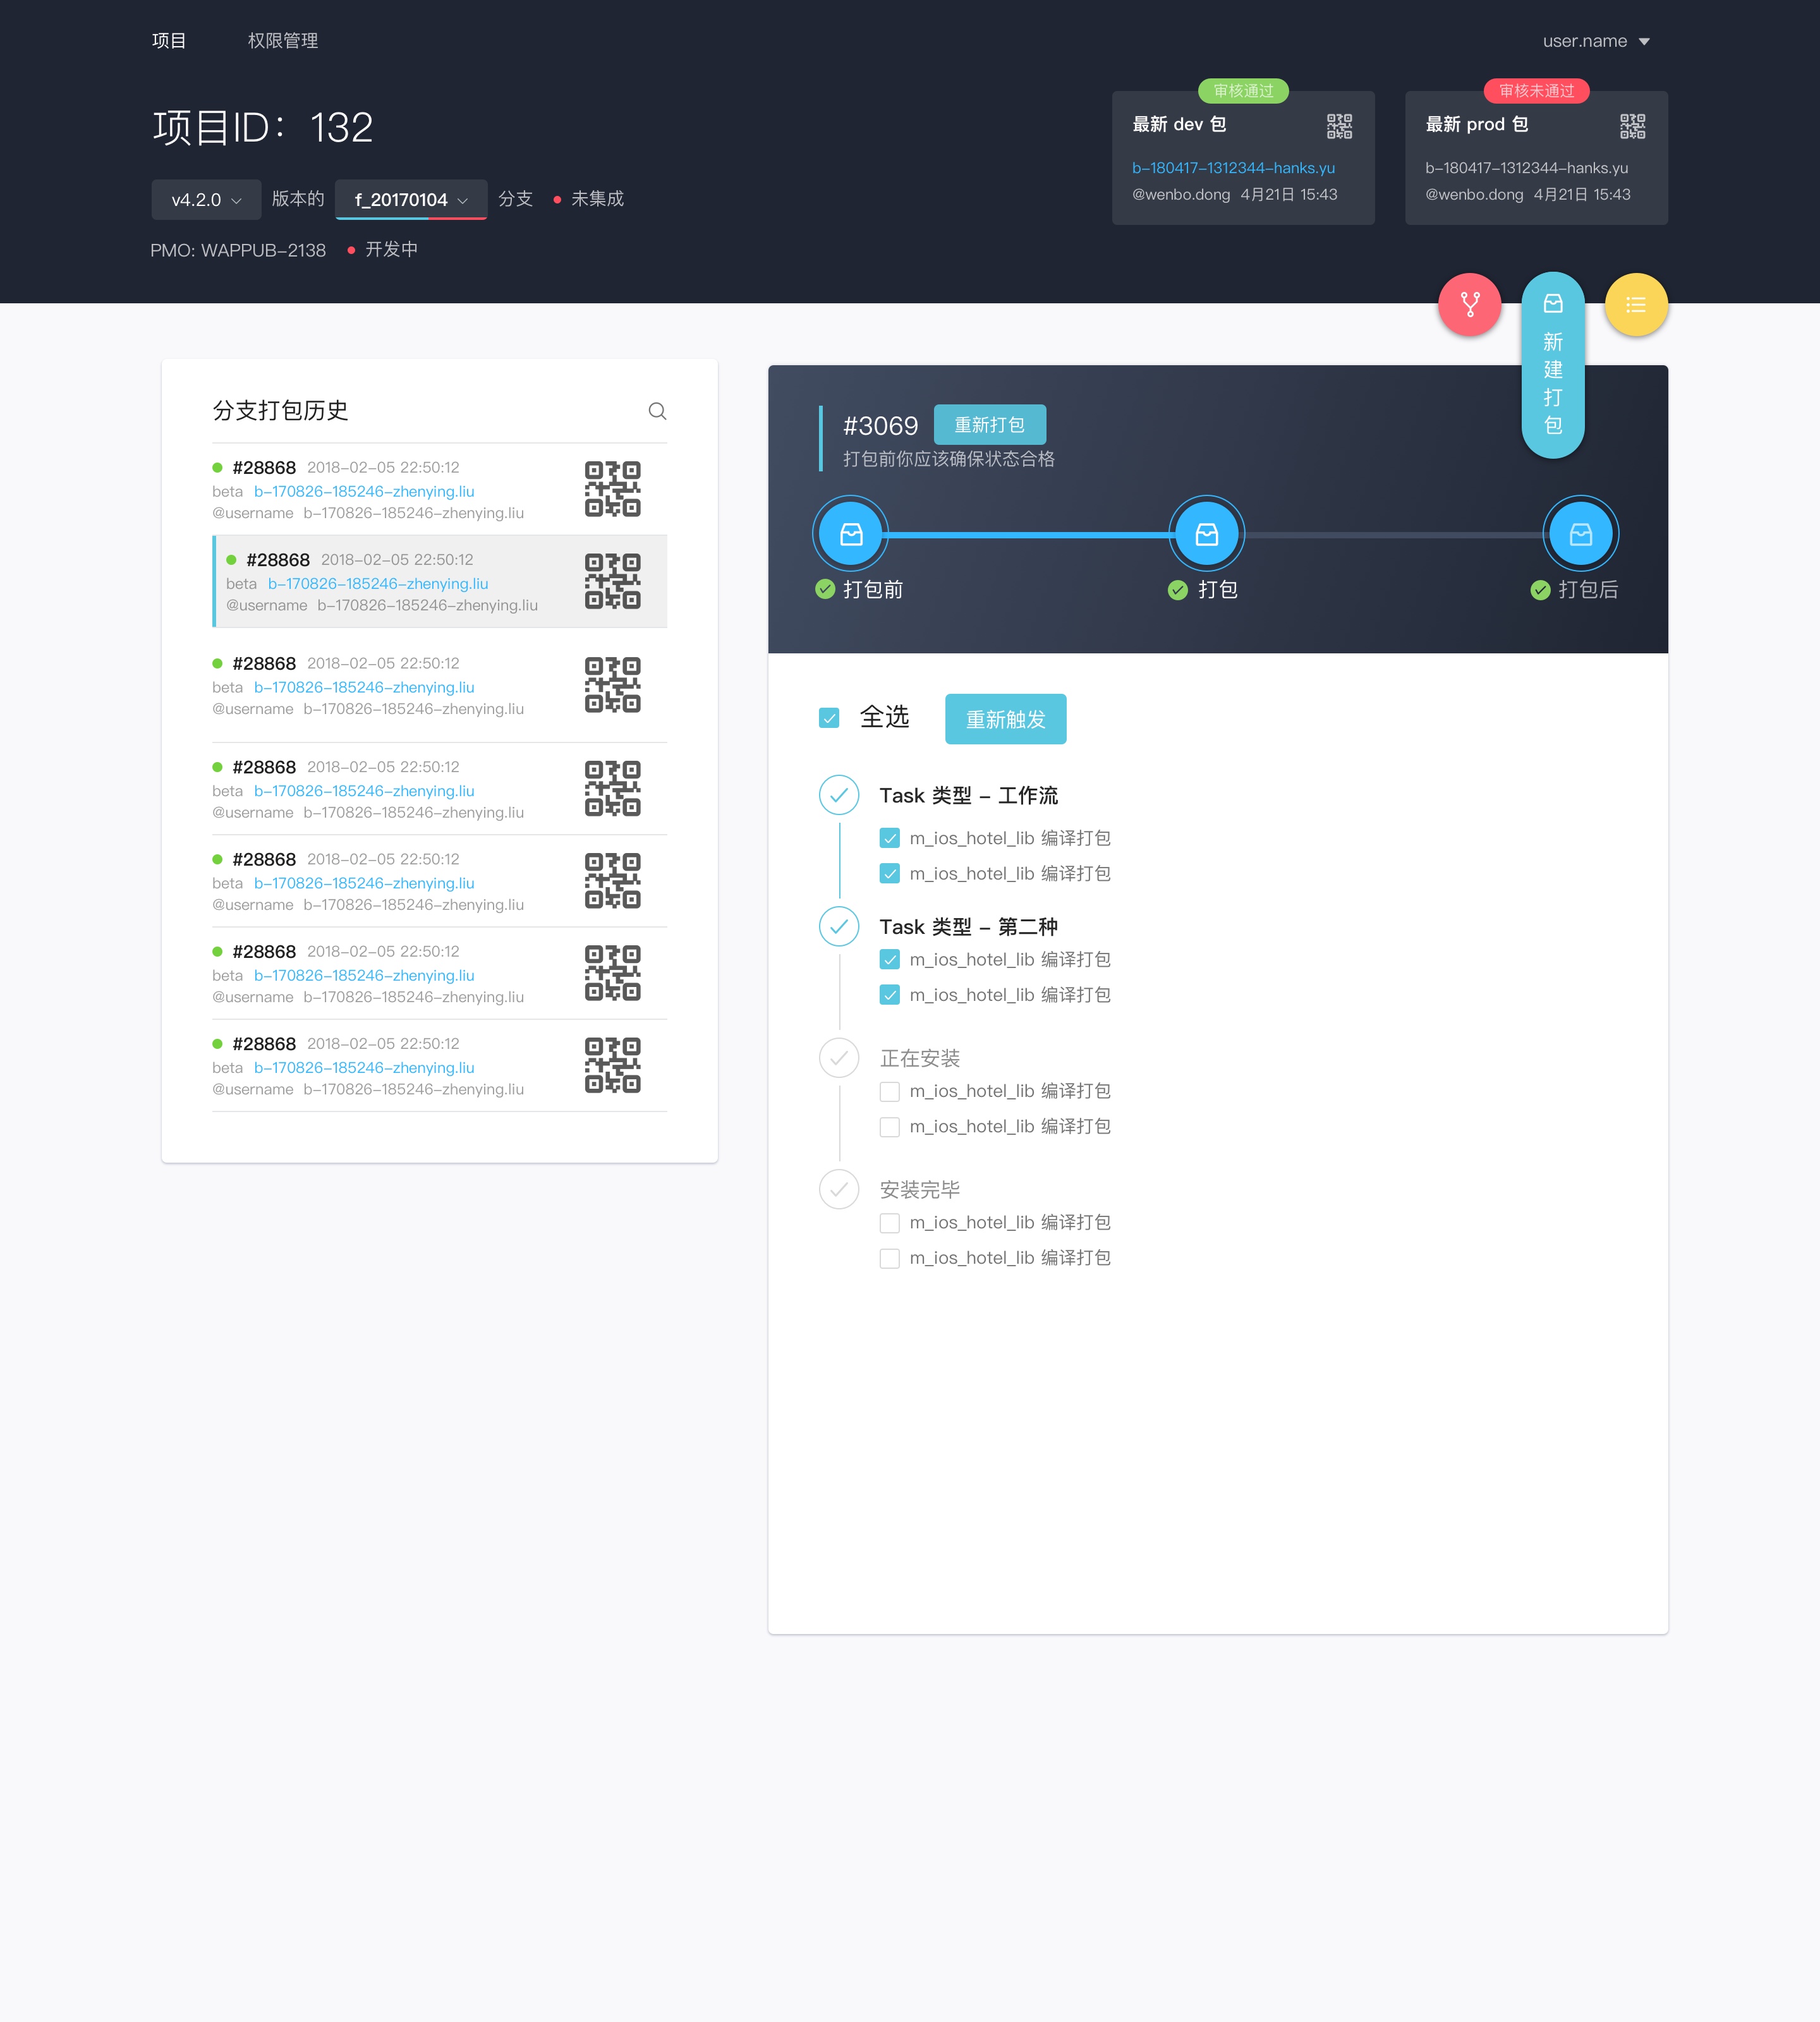 项目 权限管理 user.name
项目ID：132
v4.2.0 版本的 f_20170104 分支 未集成
PMO: WAPPUB-2138 开发中
审核通过
最新 dev 包
b-180417-1312344-hanks.yu
@wenbo.dong 4月21日 15:43
审核未通过
最新 prod 包
b-180417-1312344-hanks.yu
@wenbo.dong 4月21日 15:43
新
建
打
包
分支打包历史
#28868 2018-02-05 22:50:12
beta b-170826-185246-zhenying.liu
@username b-170826-185246-zhenying.liu
#28868 2018-02-05 22:50:12
beta b-170826-185246-zhenying.liu
@username b-170826-185246-zhenying.liu
#28868 2018-02-05 22:50:12
beta b-170826-185246-zhenying.liu
@username b-170826-185246-zhenying.liu
#28868 2018-02-05 22:50:12
beta b-170826-185246-zhenying.liu
@username b-170826-185246-zhenying.liu
#28868 2018-02-05 22:50:12
beta b-170826-185246-zhenying.liu
@username b-170826-185246-zhenying.liu
#28868 2018-02-05 22:50:12
beta b-170826-185246-zhenying.liu
@username b-170826-185246-zhenying.liu
#28868 2018-02-05 22:50:12
beta b-170826-185246-zhenying.liu
@username b-170826-185246-zhenying.liu
#3069 重新打包
打包前你应该确保状态合格
打包前 打包 打包后
全选 重新触发
Task 类型 - 工作流
m_ios_hotel_lib 编译打包
m_ios_hotel_lib 编译打包
Task 类型 - 第二种
m_ios_hotel_lib 编译打包
m_ios_hotel_lib 编译打包
正在安装
m_ios_hotel_lib 编译打包
m_ios_hotel_lib 编译打包
安装完毕
m_ios_hotel_lib 编译打包
m_ios_hotel_lib 编译打包